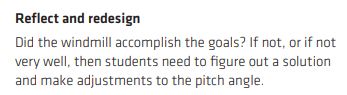 Reflect and redesign
Did the windmill accomplish the goals? If not, or if not
very well, then students need to figure out a solution
and make adjustments to the pitch angle.